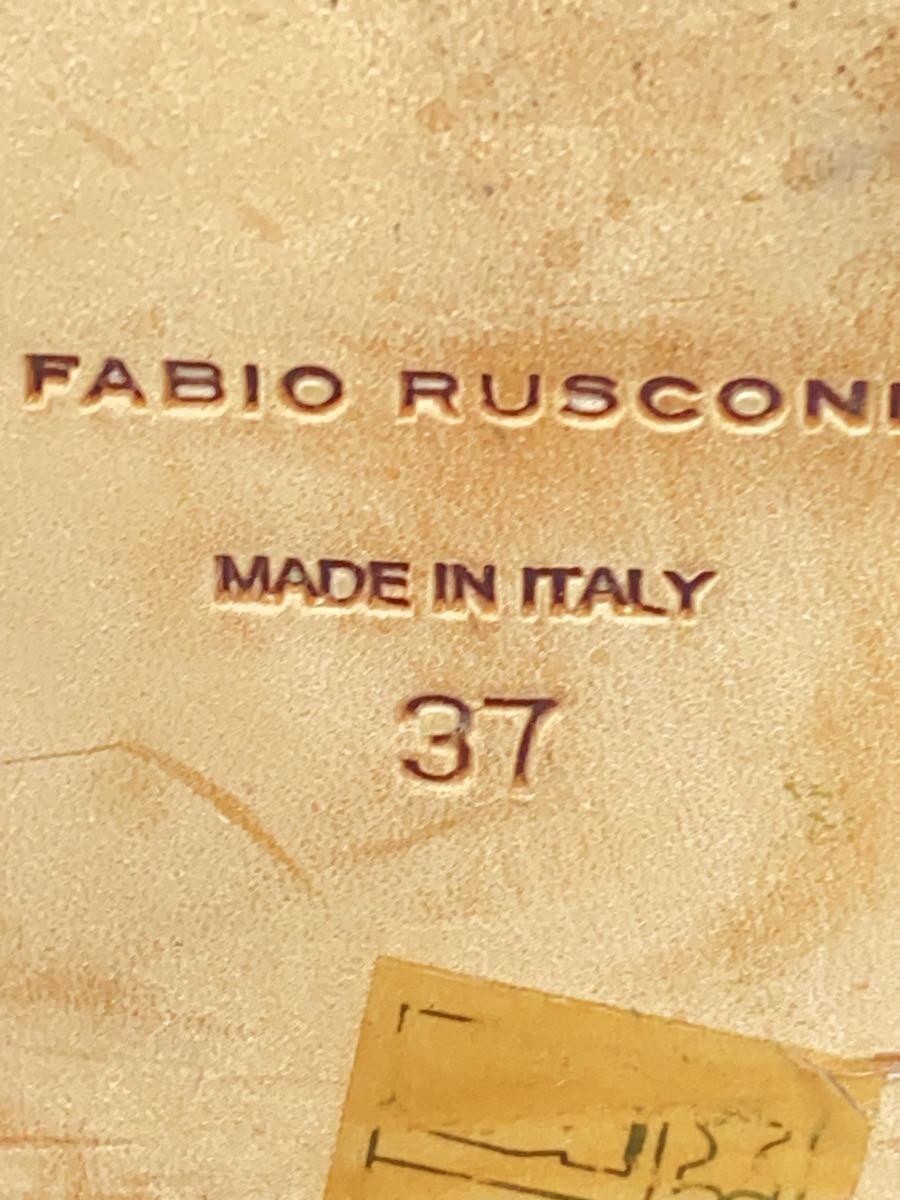 FABIO RUSCONI
MADE IN ITALY
37